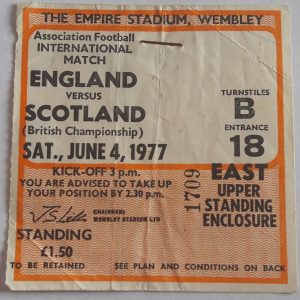 THE EMPIRE STADIUM, WEMBLEY
Association Football
INTERNATIONAL
MATCH
ENGLAND
VERSUS
SCOTLAND
(British Championship)
SAT., JUNE 4, 1977
KICK-OFF 3 p.m.
YOU ARE ADVISED TO TAKE UP
YOUR POSITION BY 2.30 p.m.
CHAIRMAN:
WEMBLEY STADIUM LTD
STANDING
£1.50
TO BE RETAINED
TURNSTILES
B
ENTRANCE
18
EAST
UPPER
STANDING
ENCLOSURE
1709
SEE PLAN AND CONDITIONS ON BACK